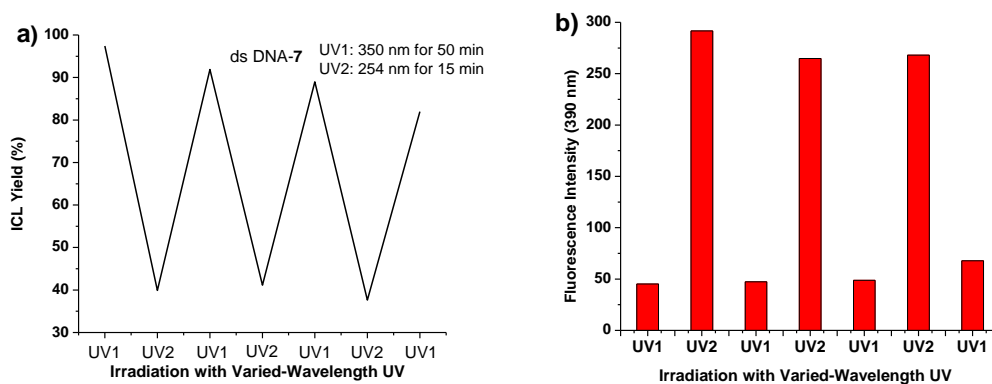 a)
ds DNA-7
UV1: 350 nm for 50 min
UV2: 254 nm for 15 min
ICL Yield (%)
100
90
80
70
60
50
40
30
UV1 UV2 UV1 UV2 UV1 UV2 UV1
Irradiation with Varied-Wavelength UV
b)
Fluorescence Intensity (390 nm)
300
250
200
150
100
50
0
UV1 UV2 UV1 UV2 UV1 UV2 UV1
Irradiation with Varied-Wavelength UV